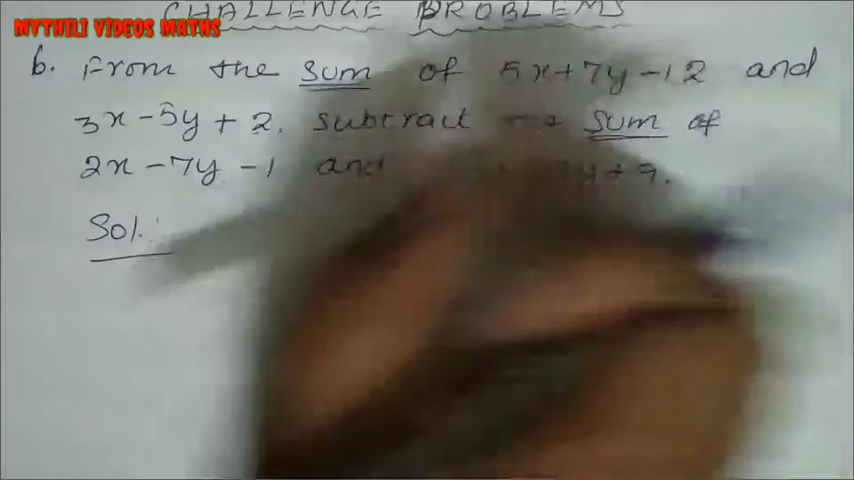 CHALLENGE PROBLEMS
MYTHILI VIDEOS MATHS
6. From the sum of 5x+7y-12 and
3x-5y+2, subtract the sum of
2x-7y-1 and y+9.
Sol: